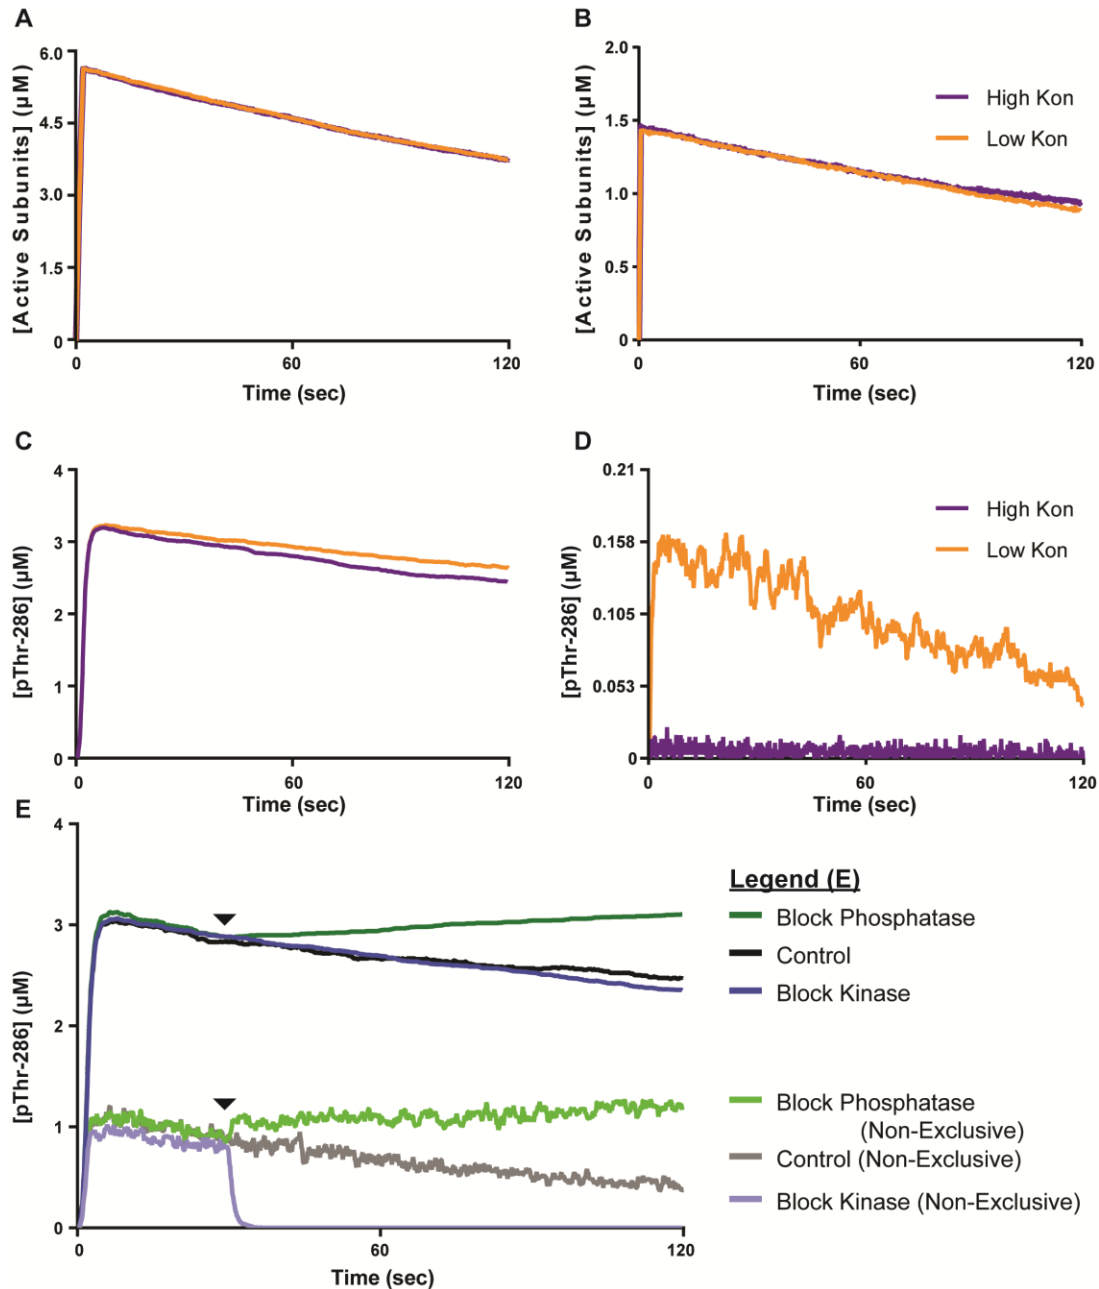 A
[Active Subunits] (µM)
6.0
4.5
3.0
1.5
0
0
60
120
Time (sec)
B
[Active Subunits] (µM)
2.0
1.5
1.0
0.5
0
0
60
120
Time (sec)
High Kon
Low Kon
C
[pThr-286] (µM)
4
3
2
1
0
0
60
120
Time (sec)
D
[pThr-286] (µM)
0.21
0.158
0.105
0.053
0
0
60
120
Time (sec)
High Kon
Low Kon
E
[pThr-286] (µM)
4
3
2
1
0
0
60
120
Time (sec)
Legend (E)
Block Phosphatase
Control
Block Kinase
Block Phosphatase
(Non-Exclusive)
Control (Non-Exclusive)
Block Kinase (Non-Exclusive)